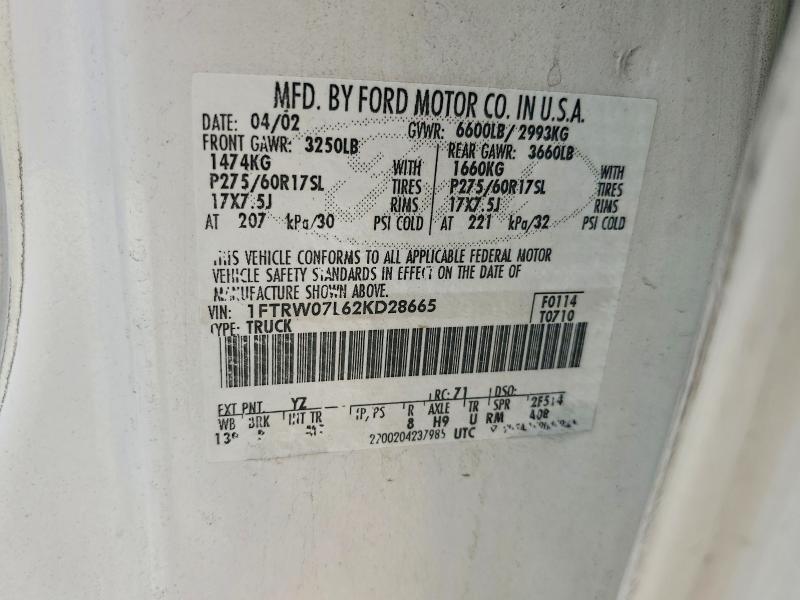 MFD. BY FORD MOTOR CO. IN U.S.A.
DATE: 04/02 GVWR: 6600LB/ 2993KG
FRONT GAWR: 3250LB REAR GAWR: 3660LB
1474KG WITH 1660KG WITH
P275/60R17SL TIRES P275/60R17SL TIRES
17X7.5J RIMS 17X7.5J RIMS
AT 207 kPa/30 PSI COLD AT 221 kPa/32 PSI COLD
THIS VEHICLE CONFORMS TO ALL APPLICABLE FEDERAL MOTOR
VEHICLE SAFETY STANDARDS IN EFFECT ON THE DATE OF
MANUFACTURE SHOWN ABOVE.
VIN: 1FTRW07L62KD28665 F0114
TYPE: TRUCK T0710
EXT PNT: YZ RC: 71 DSO:
WB BRK INT TR TP, PS R AXLE TR SPR 2F514
8 H9 U RM 40B
2700204237985 UTC